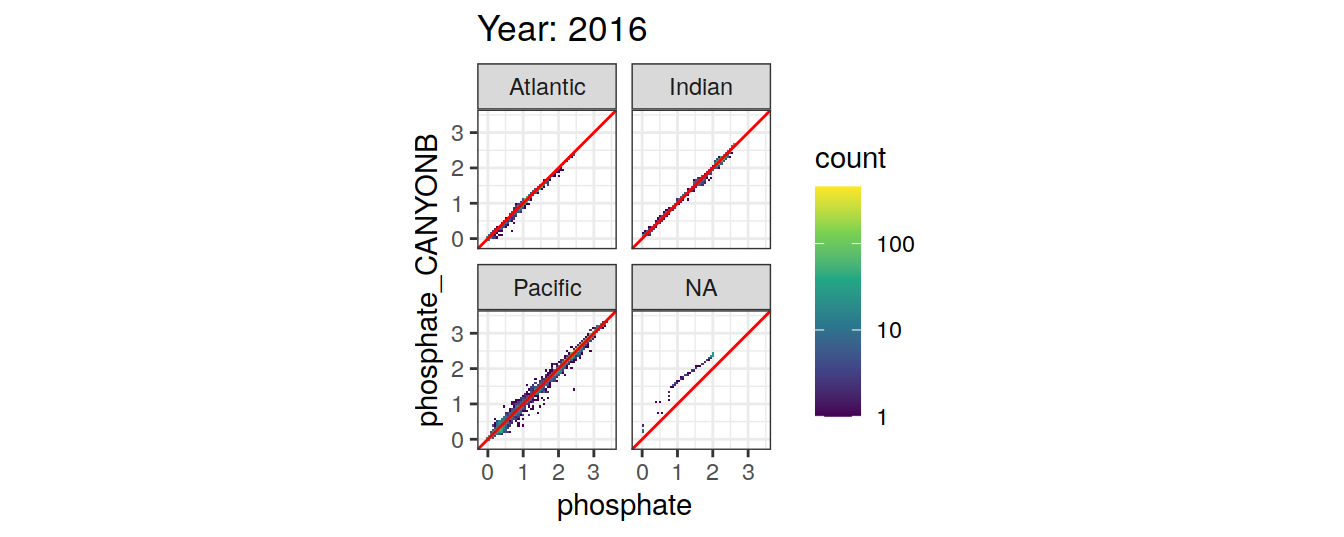 Year: 2016
Atlantic
Indian
3
2
1
0
Pacific
NA
3
2
1
0
0 1 2 3
0 1 2 3
phosphate
phosphate_CANYONB
count
100
10
1